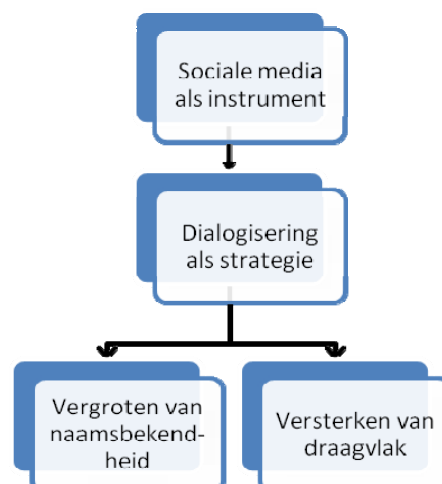 Sociale media
als instrument
Dialogisering
als strategie
Vergroten van
naamsbekend-
heid
Versterken van
draagvlak